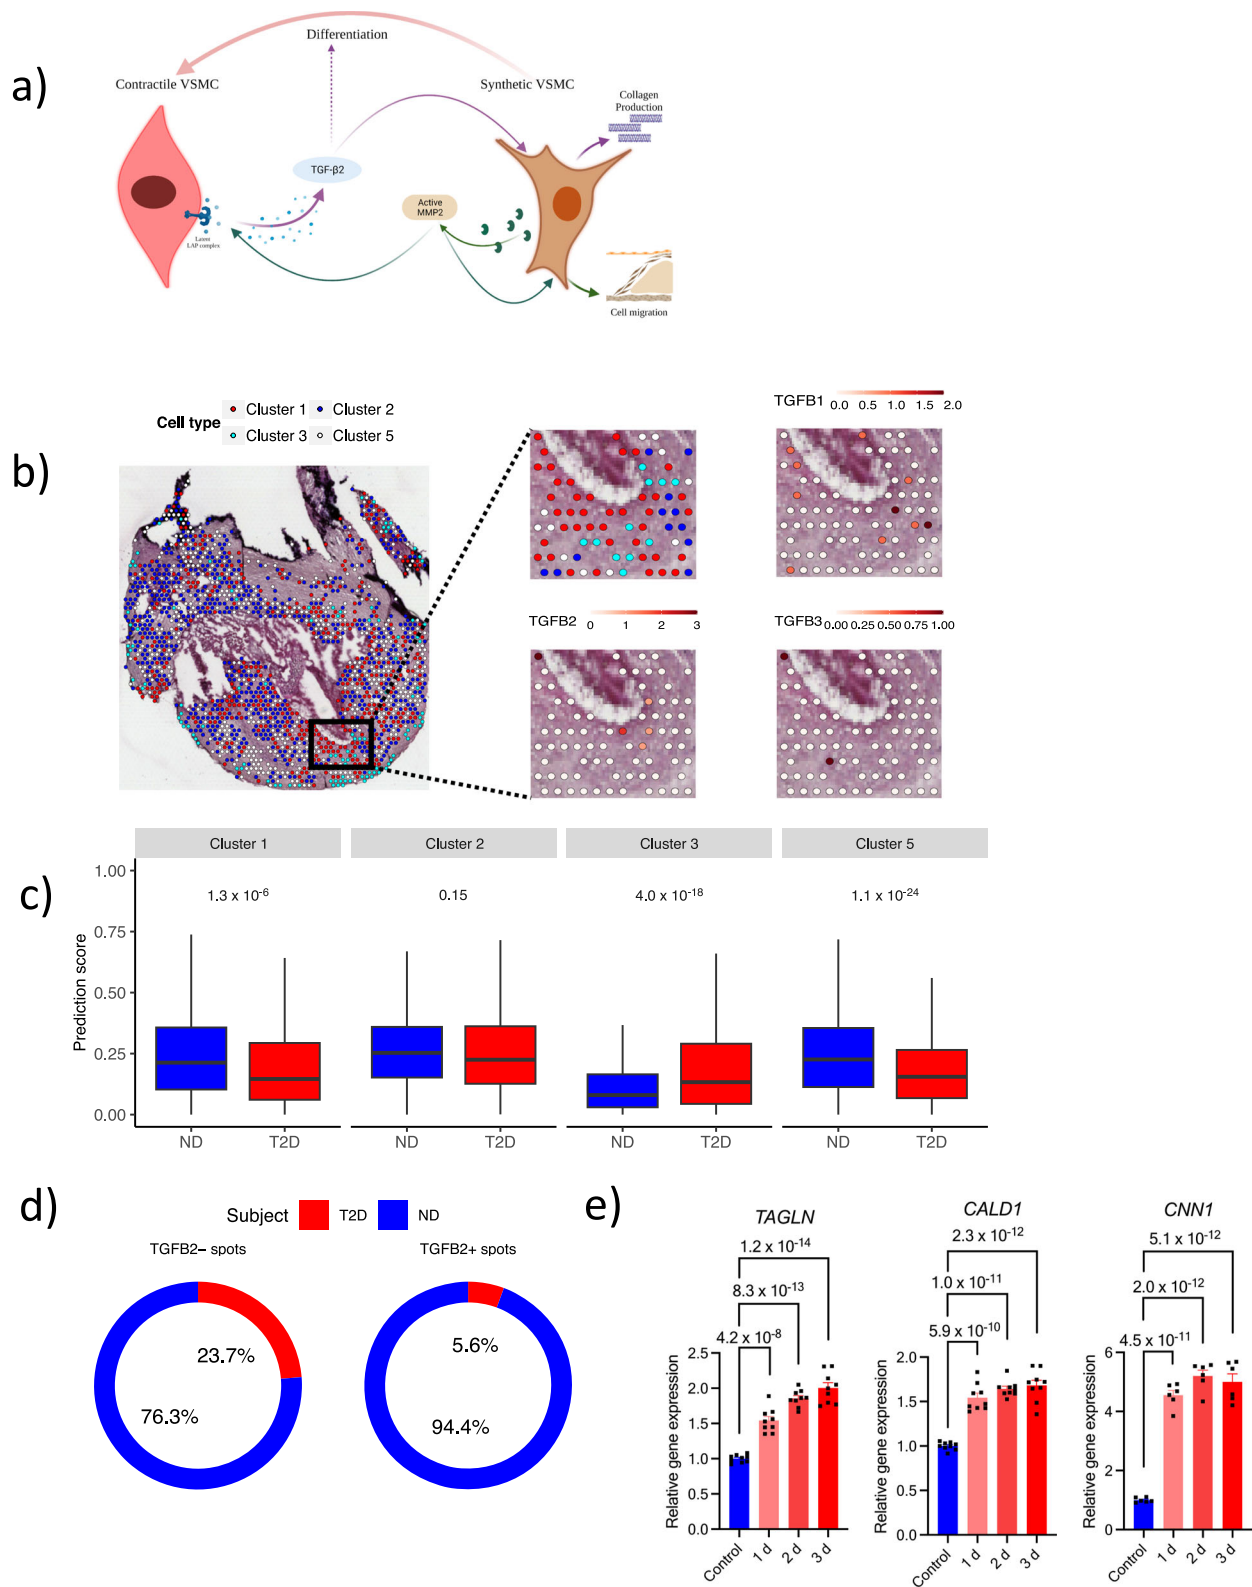 a)
Differentiation
Contractile VSMC
Synthetic VSMC
Collagen
Production
TGF-β2
Active
MMP2
Latent
LAP complex
Cell migration
b)
Cell type
Cluster 1
Cluster 2
Cluster 3
Cluster 5
TGFB1
0.0 0.5 1.0 1.5 2.0
TGFB2
0 1 2 3
TGFB3
0.00 0.25 0.50 0.75 1.00
c)
Cluster 1
Cluster 2
Cluster 3
Cluster 5
1.3 x 10⁻⁶
0.15
4.0 x 10⁻¹⁸
1.1 x 10⁻²⁴
Prediction score
1.00
0.75
0.50
0.25
0.00
ND T2D ND T2D ND T2D ND T2D
d)
Subject T2D ND
TGFB2– spots
TGFB2+ spots
23.7%
76.3%
5.6%
94.4%
e)
TAGLN
1.2 x 10⁻¹⁴
8.3 x 10⁻¹³
4.2 x 10⁻⁸
Relative gene expression
2.5
2.0
1.5
1.0
0.5
0.0
Control 1 d 2 d 3 d
CALD1
2.3 x 10⁻¹²
1.0 x 10⁻¹¹
5.9 x 10⁻¹⁰
Relative gene expression
2.0
1.5
1.0
0.5
0.0
Control 1 d 2 d 3 d
CNN1
5.1 x 10⁻¹²
2.0 x 10⁻¹²
4.5 x 10⁻¹¹
Relative gene expression
6
4
2
0
Control 1 d 2 d 3 d